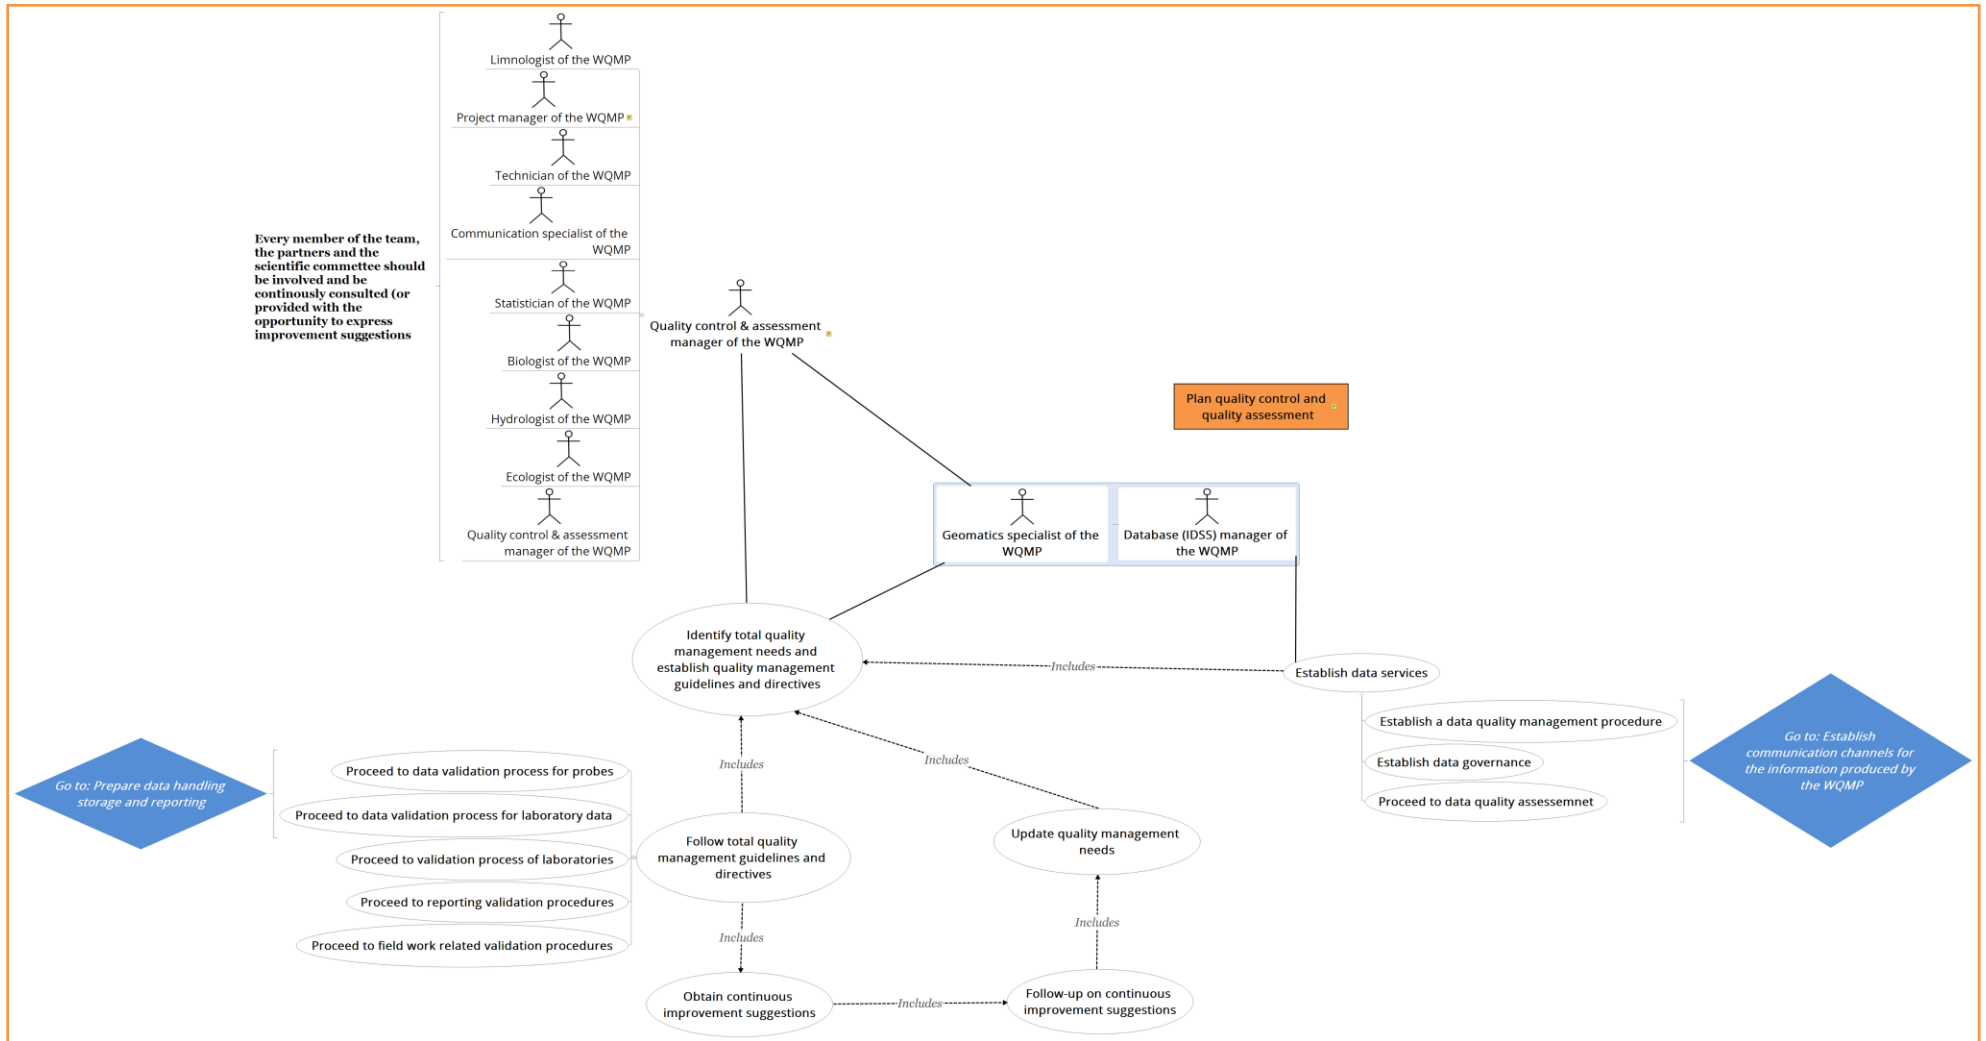 Limnologist of the WQMP
Project manager of the WQMP
Technician of the WQMP
Communication specialist of the
WQMP
Statistician of the WQMP
Biologist of the WQMP
Hydrologist of the WQMP
Ecologist of the WQMP
Quality control & assessment
manager of the WQMP
Every member of the team,
the partners and the
scientific commettee should
be involved and be
continously consulted (or
provided with the
opportunity to express
improvement suggestions
Quality control & assessment
manager of the WQMP
Plan quality control and
quality assessment
Geomatics specialist of the
WQMP
Database (IDSS) manager of
the WQMP
Identify total quality
management needs and
establish quality management
guidelines and directives
Includes
Establish data services
Establish a data quality management procedure
Establish data governance
Proceed to data quality assessemnet
Go to: Establish
communication channels for
the information produced by
the WQMP
Includes
Includes
Go to: Prepare data handling
storage and reporting
Proceed to data validation process for probes
Proceed to data validation process for laboratory data
Proceed to validation process of laboratories
Proceed to reporting validation procedures
Proceed to field work related validation procedures
Follow total quality
management guidelines and
directives
Update quality management
needs
Includes
Includes
Obtain continuous
improvement suggestions
Includes
Follow-up on continuous
improvement suggestions